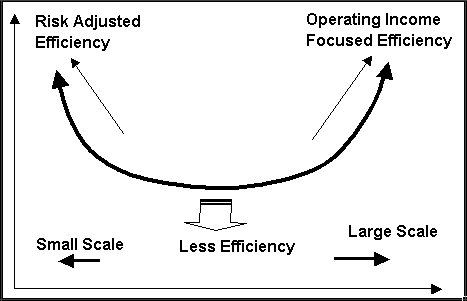 Risk Adjusted
Efficiency
Operating Income
Focused Efficiency
Small Scale
Less Efficiency
Large Scale